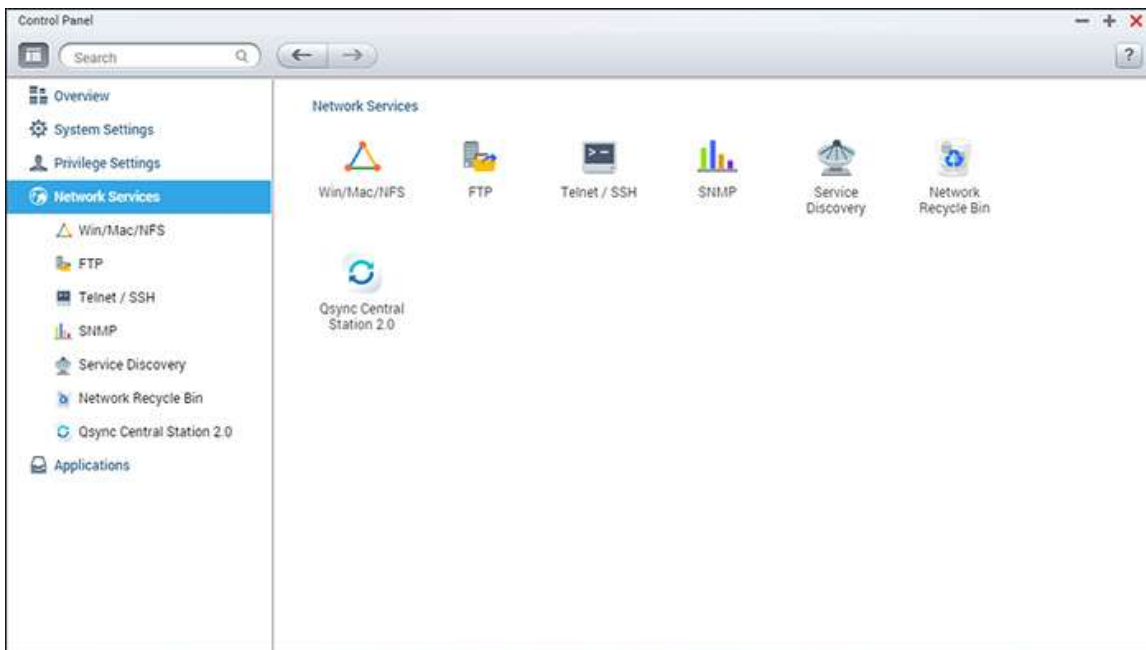 Control Panel
Search
?
Overview
System Settings
Privilege Settings
Network Services
Win/Mac/NFS
FTP
Telnet / SSH
SNMP
Service Discovery
Network Recycle Bin
Qsync Central Station 2.0
Applications
Network Services
Win/Mac/NFS
FTP
Telnet / SSH
SNMP
Service
Discovery
Network
Recycle Bin
Qsync Central
Station 2.0